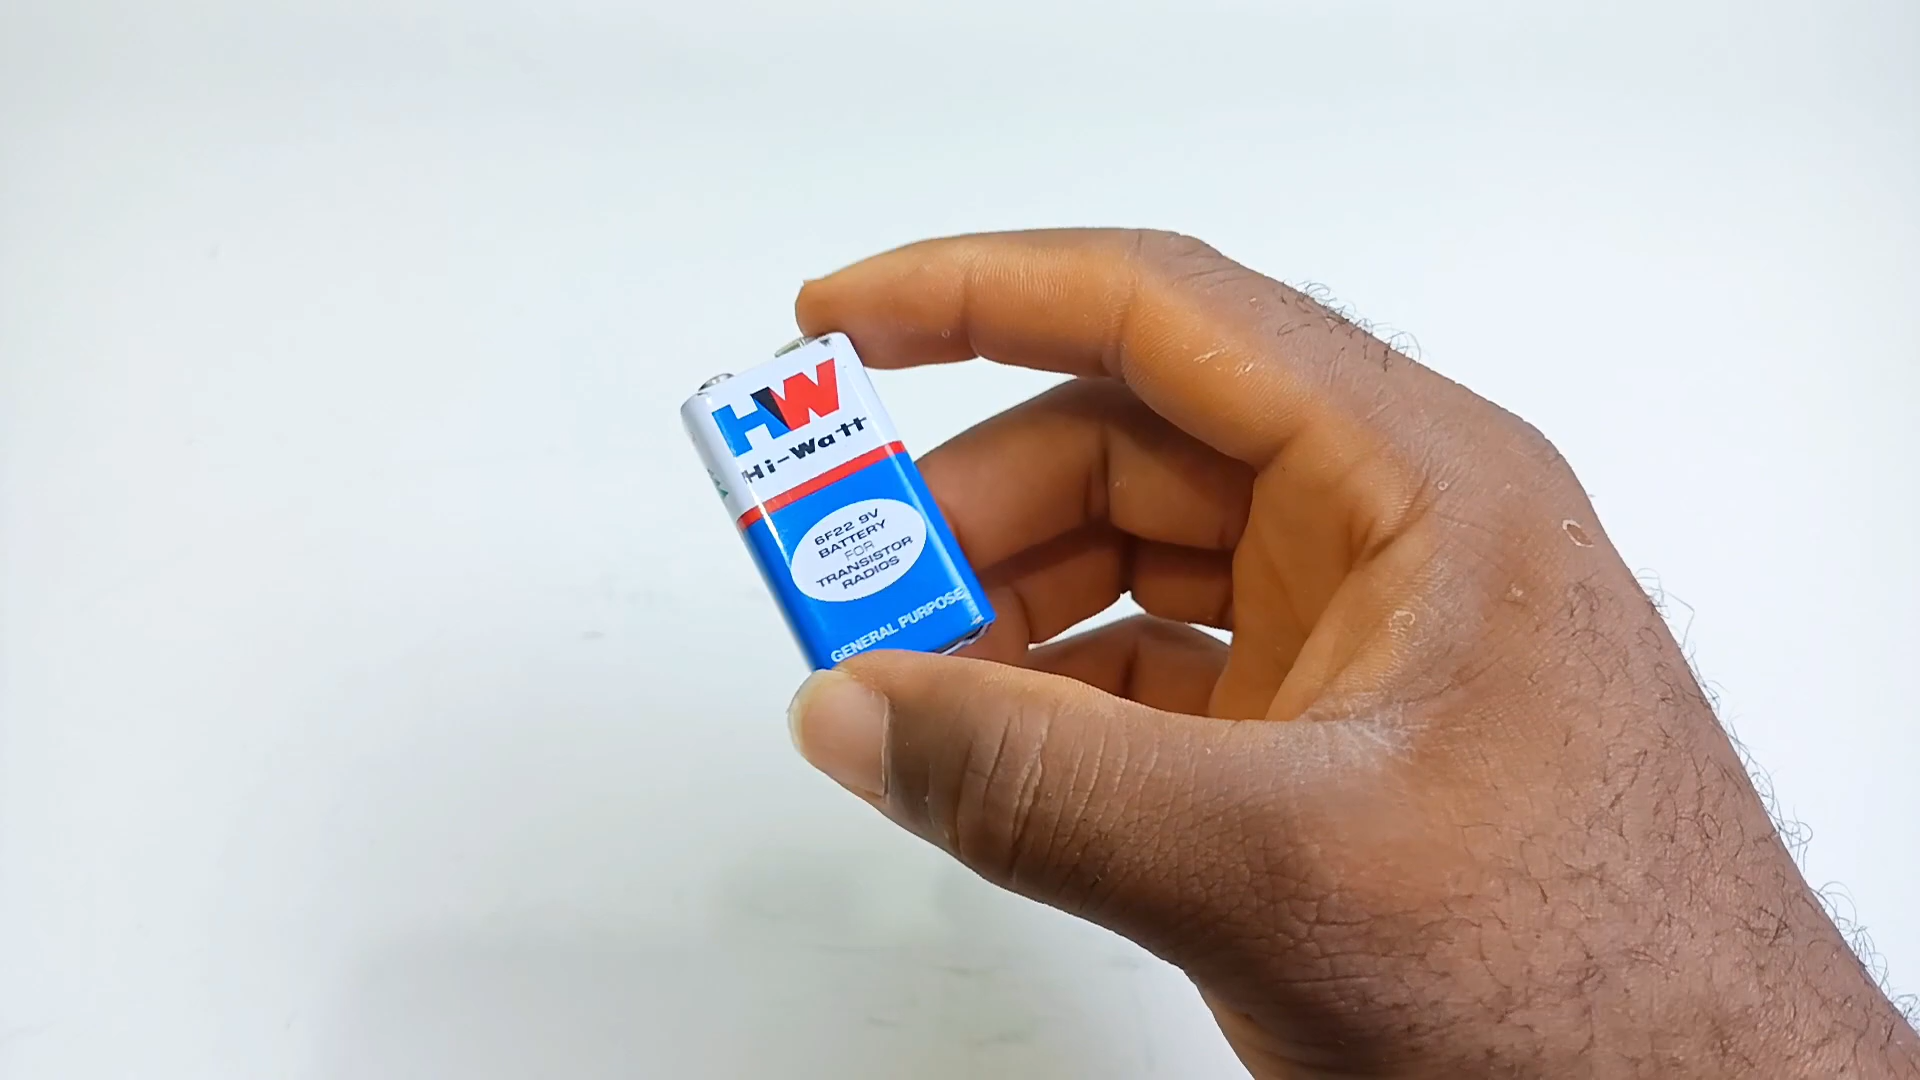 HW
Hi-Watt
6F22 9V
BATTERY
FOR
TRANSISTOR
RADIOS
GENERAL PURPOSE